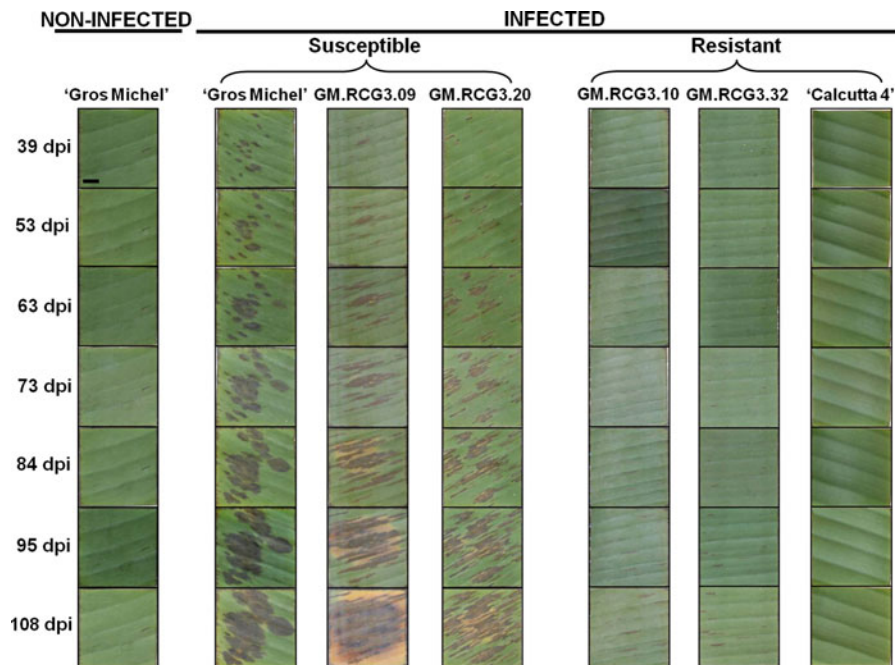 NON-INFECTED INFECTED
Susceptible Resistant
‘Gros Michel’ ‘Gros Michel’ GM.RCG3.09 GM.RCG3.20 GM.RCG3.10 GM.RCG3.32 ‘Calcutta 4’
39 dpi
53 dpi
63 dpi
73 dpi
84 dpi
95 dpi
108 dpi